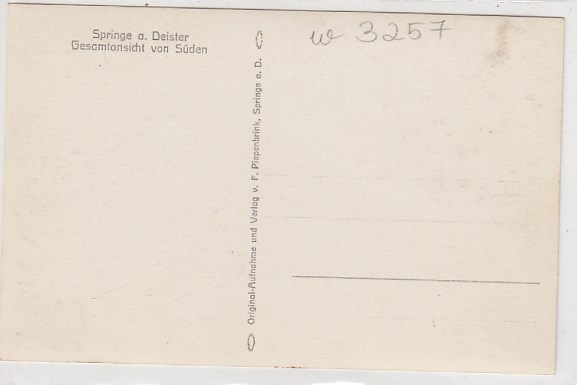 Springe a. Deister
Gesamtansicht von Süden
w 3257
Original-Aufnahme und Verlag v. F. Piepenbrink, Springe a. D.